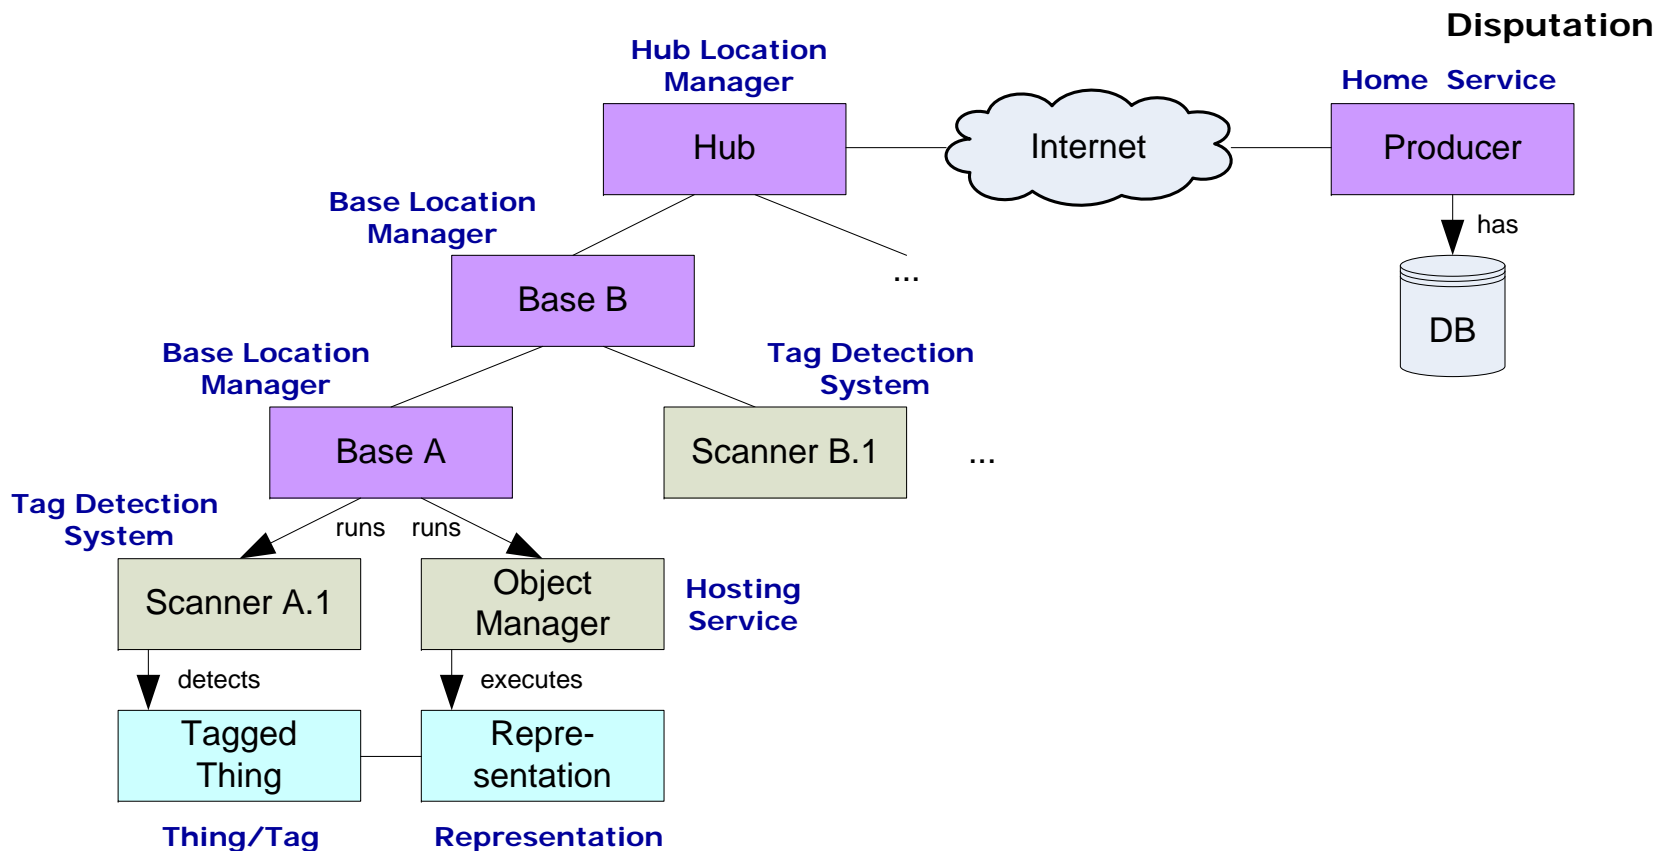 Disputation
Hub Location
Manager
Home Service
Hub
Internet
Producer
Base Location
Manager
has
Base B
...
DB
Base Location
Manager
Tag Detection
System
Base A
Scanner B.1
...
Tag Detection
System
runs
runs
Scanner A.1
Object
Manager
Hosting
Service
detects
executes
Tagged
Thing
Repre-
sentation
Thing/Tag
Representation